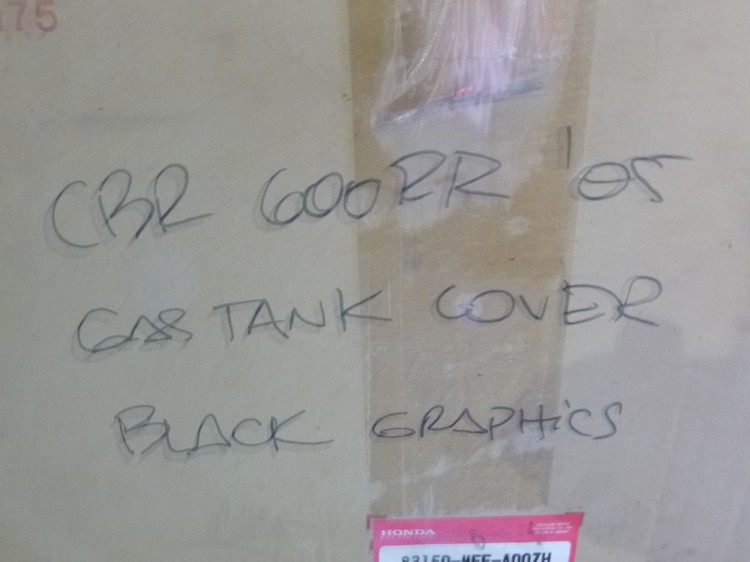 CBR 600RR '05
GAS TANK COVER
BLACK GRAPHICS
HONDA